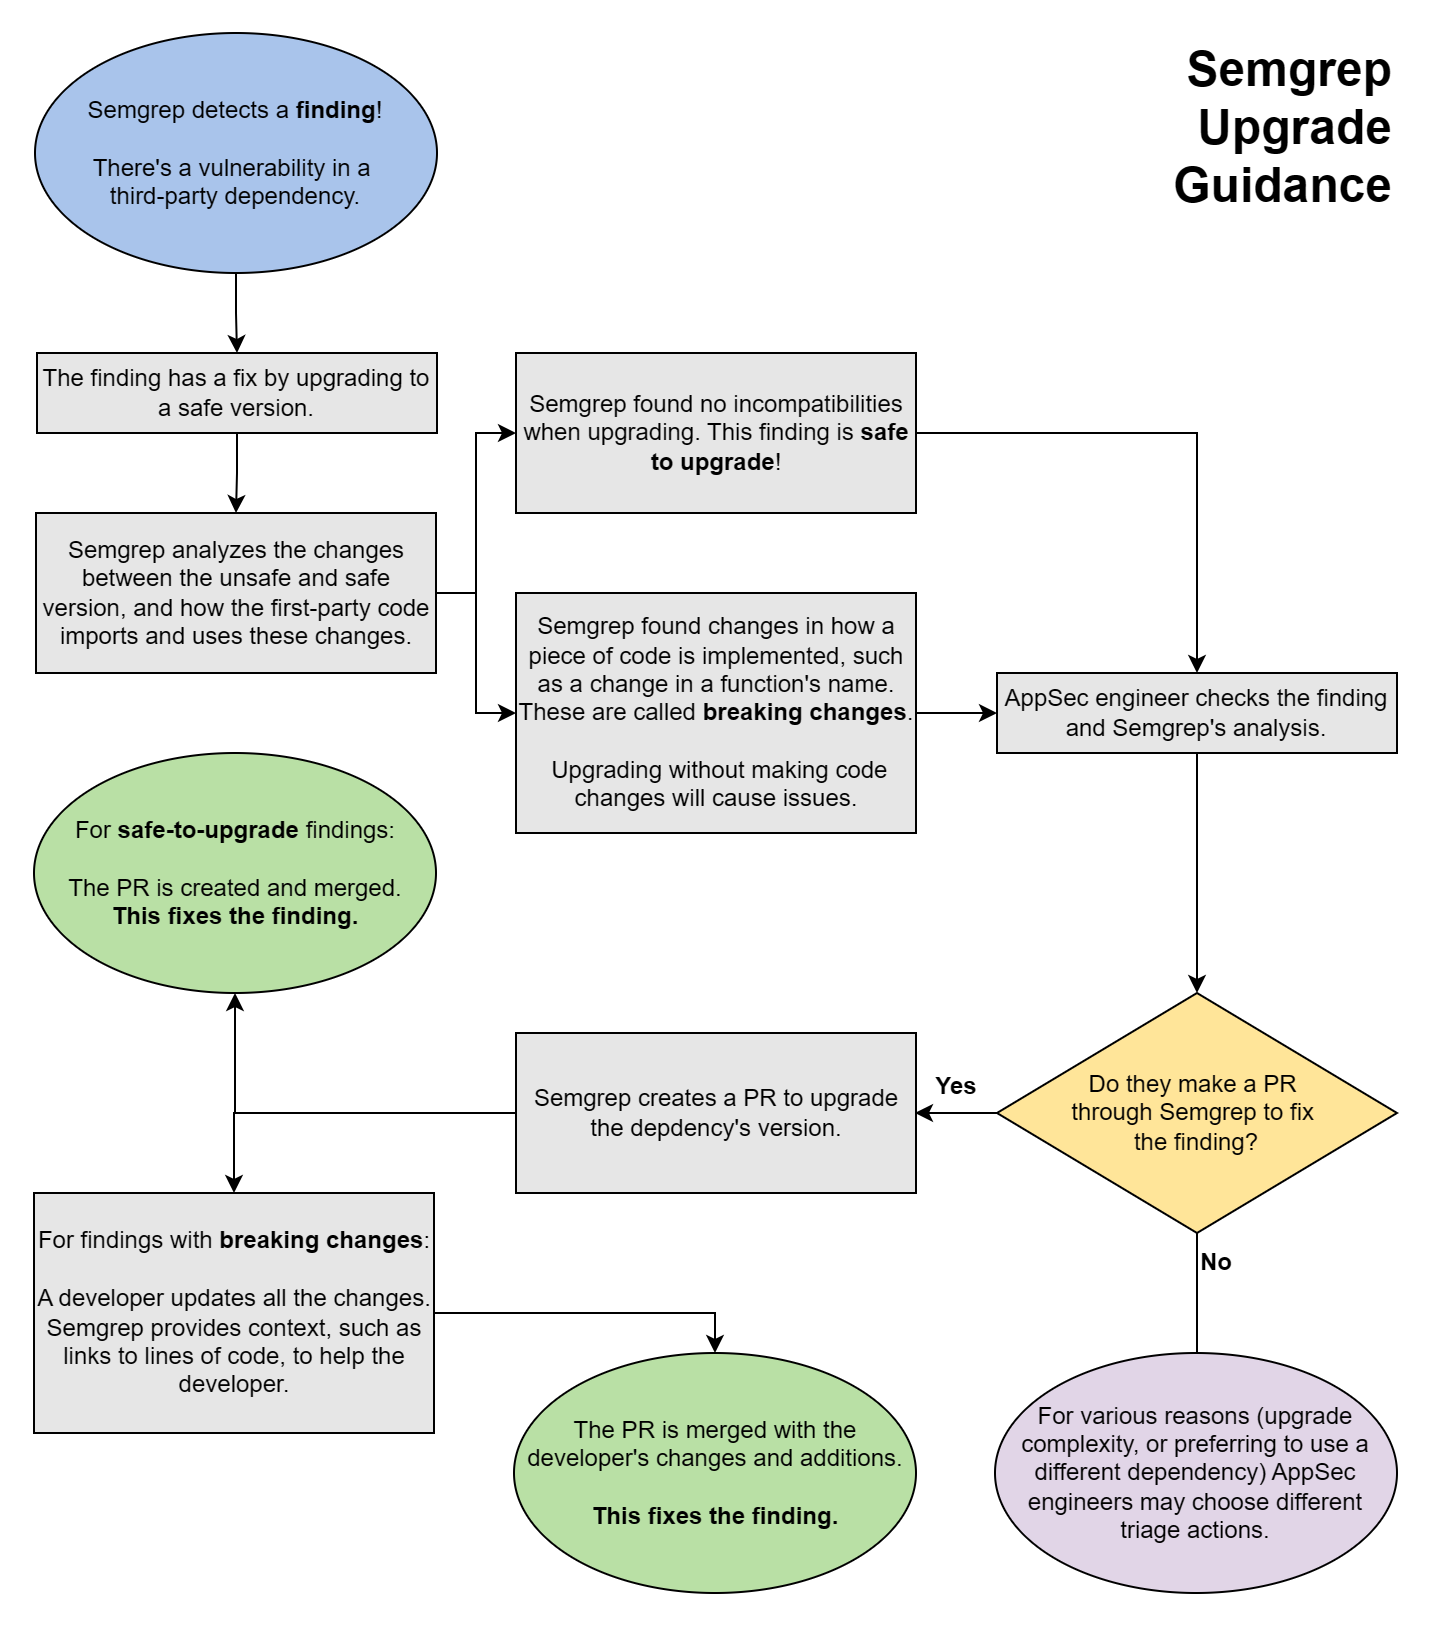 Semgrep
Upgrade
Guidance
Semgrep detects a finding!
There's a vulnerability in a
third-party dependency.
The finding has a fix by upgrading to
a safe version.
Semgrep analyzes the changes
between the unsafe and safe
version, and how the first-party code
imports and uses these changes.
Semgrep found no incompatibilities
when upgrading. This finding is safe
to upgrade!
Semgrep found changes in how a
piece of code is implemented, such
as a change in a function's name.
These are called breaking changes.
Upgrading without making code
changes will cause issues.
AppSec engineer checks the finding
and Semgrep's analysis.
Do they make a PR
through Semgrep to fix
the finding?
Yes
Semgrep creates a PR to upgrade
the depdency's version.
For safe-to-upgrade findings:
The PR is created and merged.
This fixes the finding.
For findings with breaking changes:
A developer updates all the changes.
Semgrep provides context, such as
links to lines of code, to help the
developer.
The PR is merged with the
developer's changes and additions.
This fixes the finding.
No
For various reasons (upgrade
complexity, or preferring to use a
different dependency) AppSec
engineers may choose different
triage actions.